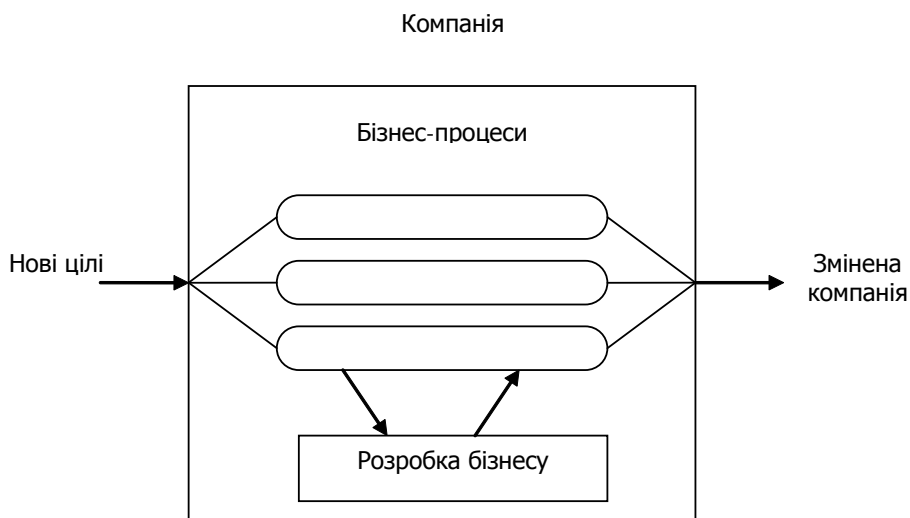 Компанія
Бізнес-процеси
Нові цілі
Змінена
компанія
Розробка бізнесу